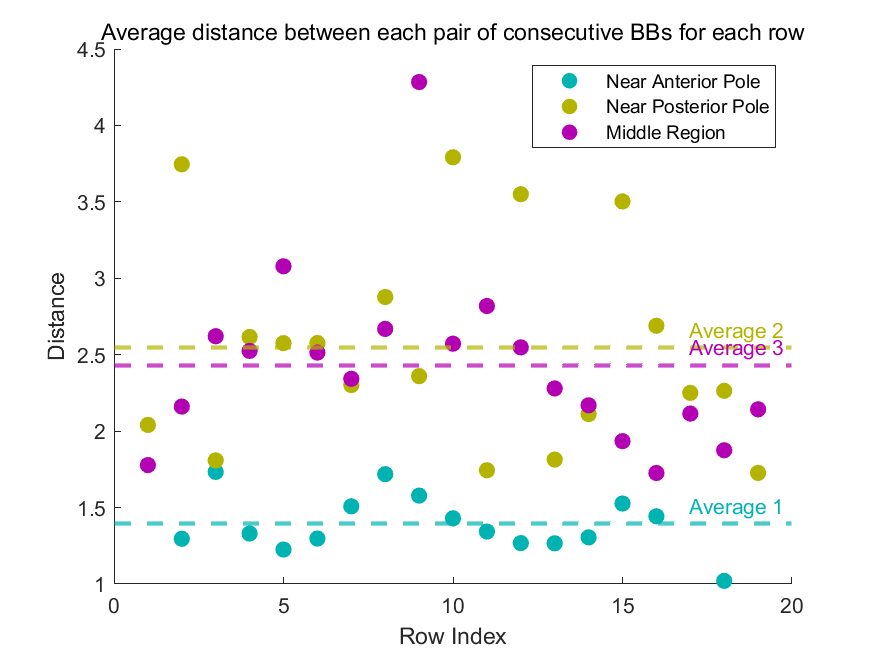 Average distance between each pair of consecutive BBs for each row
4.5
4
3.5
3
2.5
2
1.5
1
Distance
Near Anterior Pole
Near Posterior Pole
Middle Region
Average 2
Average 3
Average 1
0
5
10
15
20
Row Index